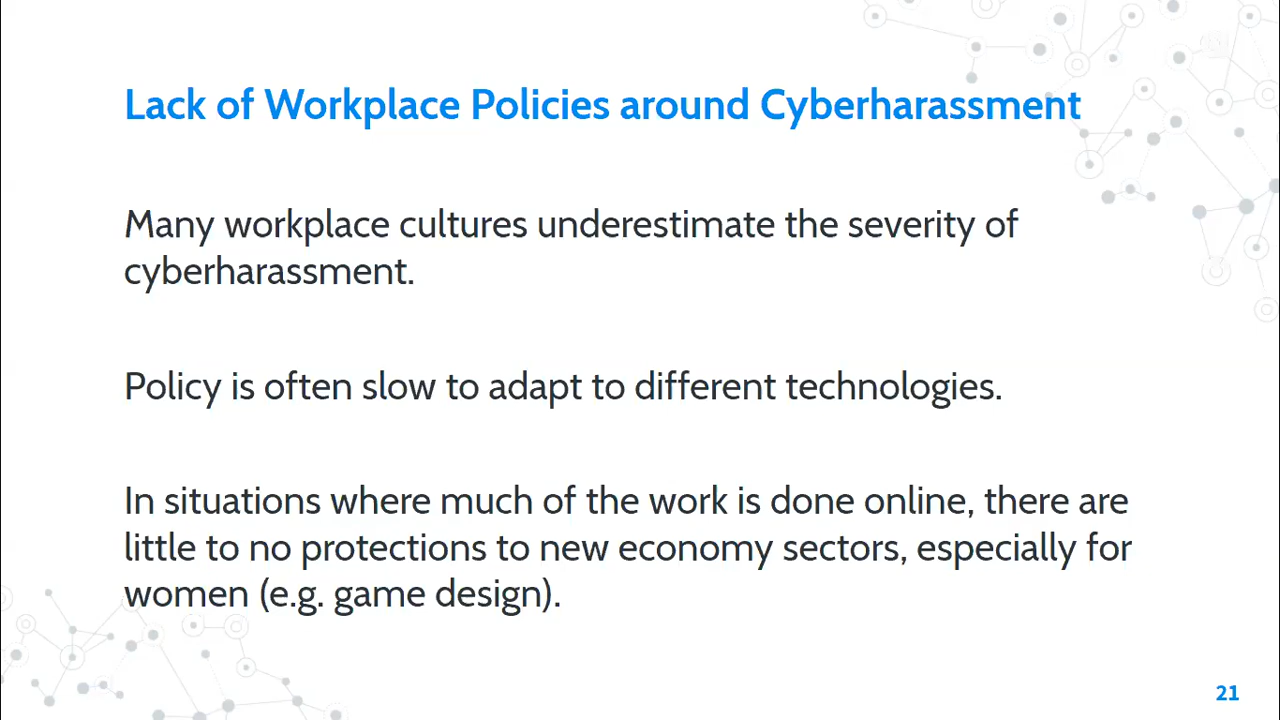 Lack of Workplace Policies around Cyberharassment
Many workplace cultures underestimate the severity of
cyberharassment.
Policy is often slow to adapt to different technologies.
In situations where much of the work is done online, there are
little to no protections to new economy sectors, especially for
women (e.g. game design).
21